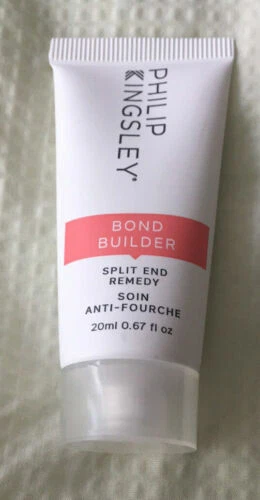 PHILIP
KINGSLEY®
BOND
BUILDER
SPLIT END
REMEDY
SOIN
ANTI-FOURCHE
20ml 0.67 fl oz